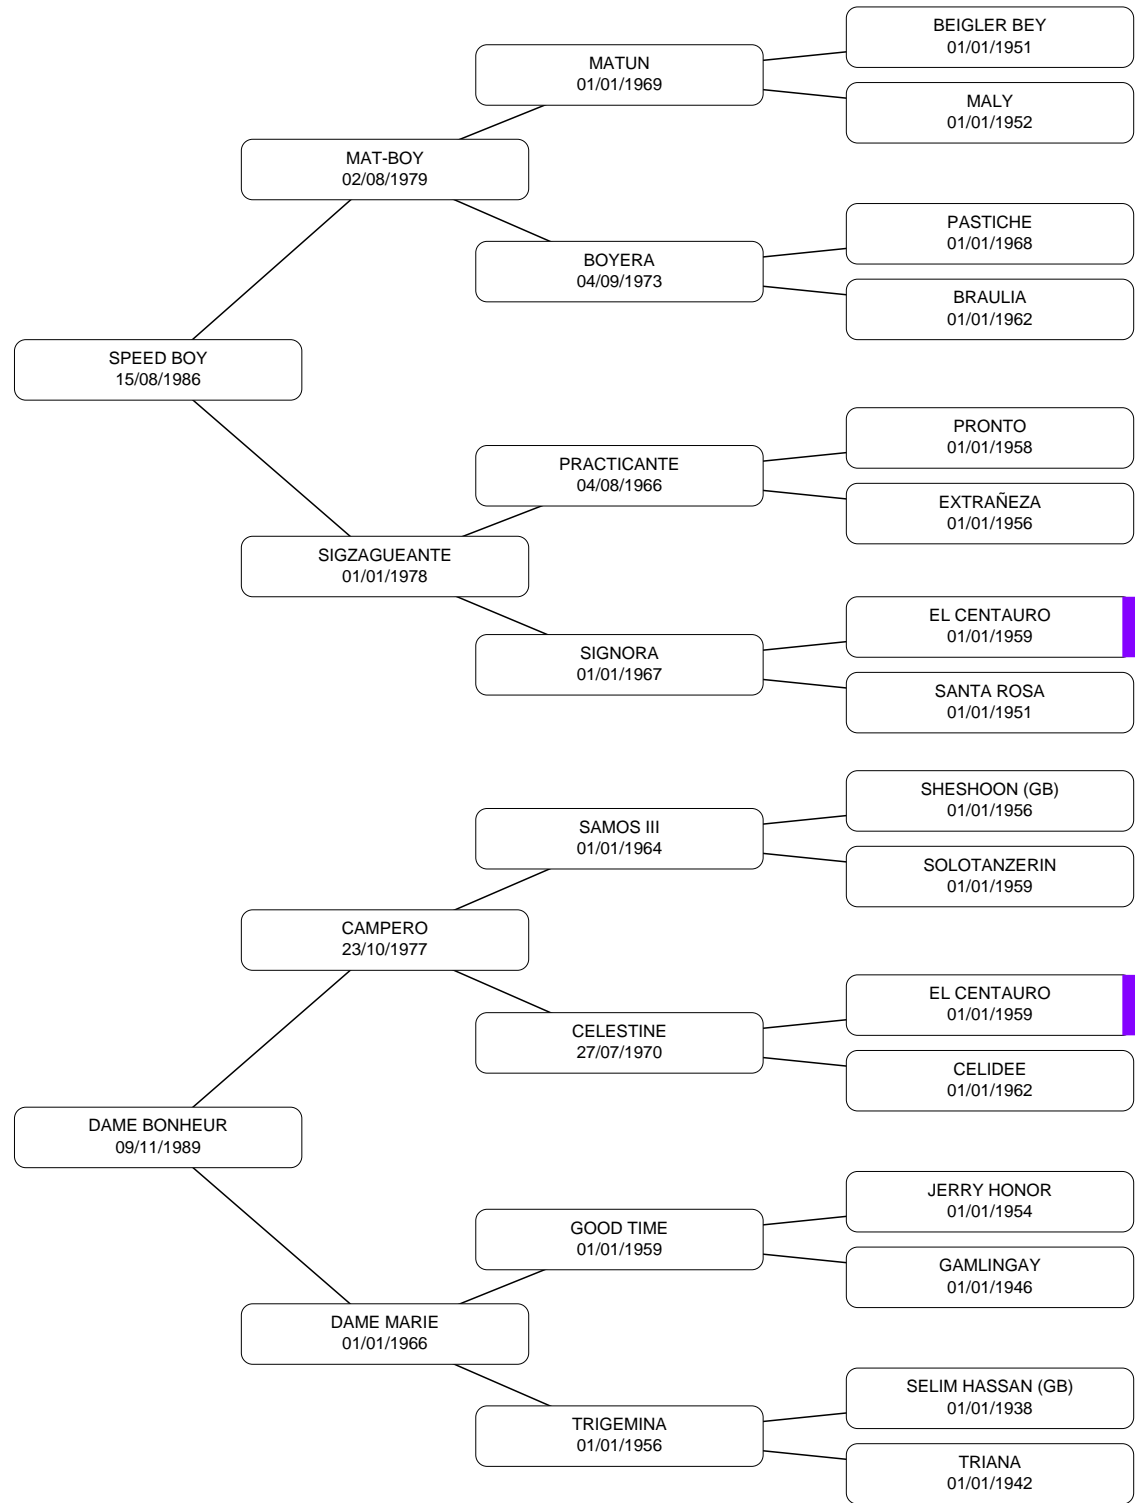 BEIGLER BEY
01/01/1951
MATUN
01/01/1969
MALY
01/01/1952
MAT-BOY
02/08/1979
PASTICHE
01/01/1968
BOYERA
04/09/1973
BRAULIA
01/01/1962
SPEED BOY
15/08/1986
PRONTO
01/01/1958
PRACTICANTE
04/08/1966
EXTRAÑEZA
01/01/1956
SIGZAGUEANTE
01/01/1978
EL CENTAURO
01/01/1959
SIGNORA
01/01/1967
SANTA ROSA
01/01/1951
SHESHOON (GB)
01/01/1956
SAMOS III
01/01/1964
SOLOTANZERIN
01/01/1959
CAMPERO
23/10/1977
EL CENTAURO
01/01/1959
CELESTINE
27/07/1970
CELIDEE
01/01/1962
DAME BONHEUR
09/11/1989
JERRY HONOR
01/01/1954
GOOD TIME
01/01/1959
GAMLINGAY
01/01/1946
DAME MARIE
01/01/1966
SELIM HASSAN (GB)
01/01/1938
TRIGEMINA
01/01/1956
TRIANA
01/01/1942